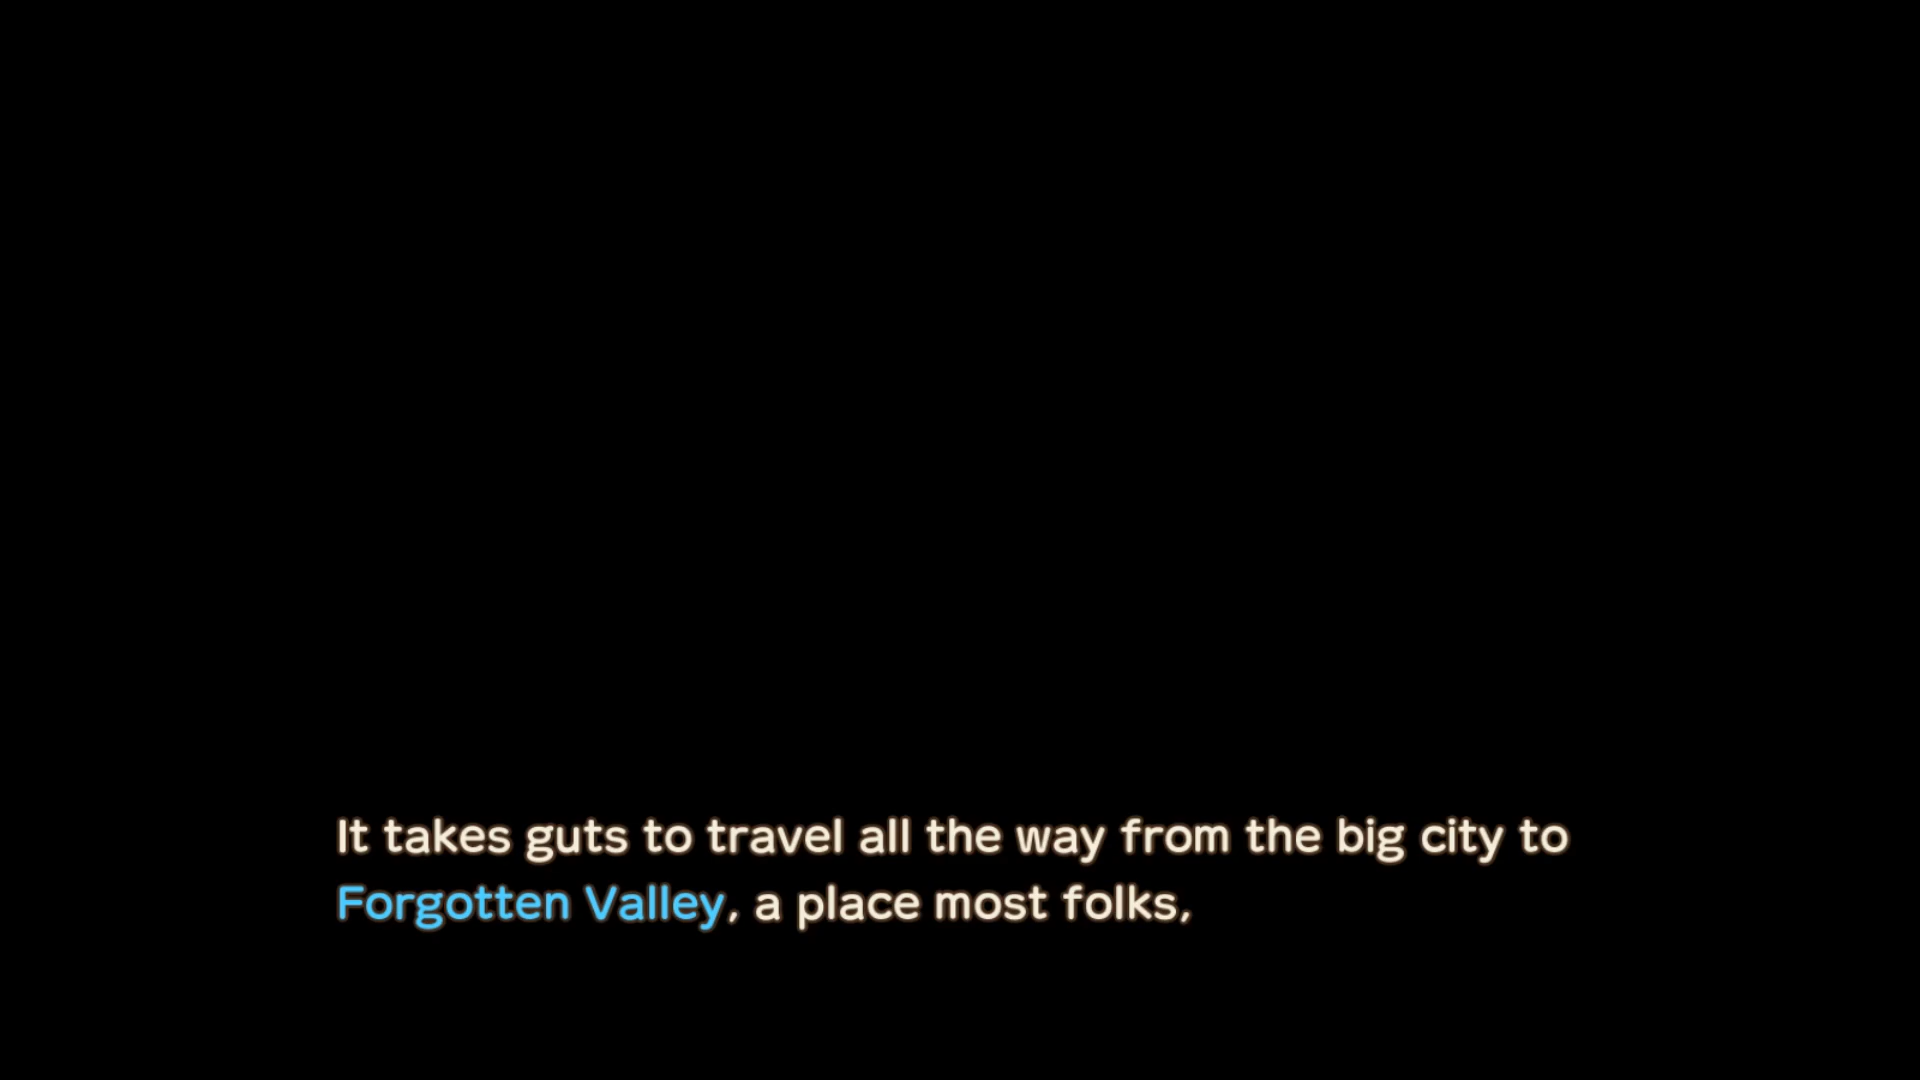 It takes guts to travel all the way from the big city to
Forgotten Valley, a place most folks,